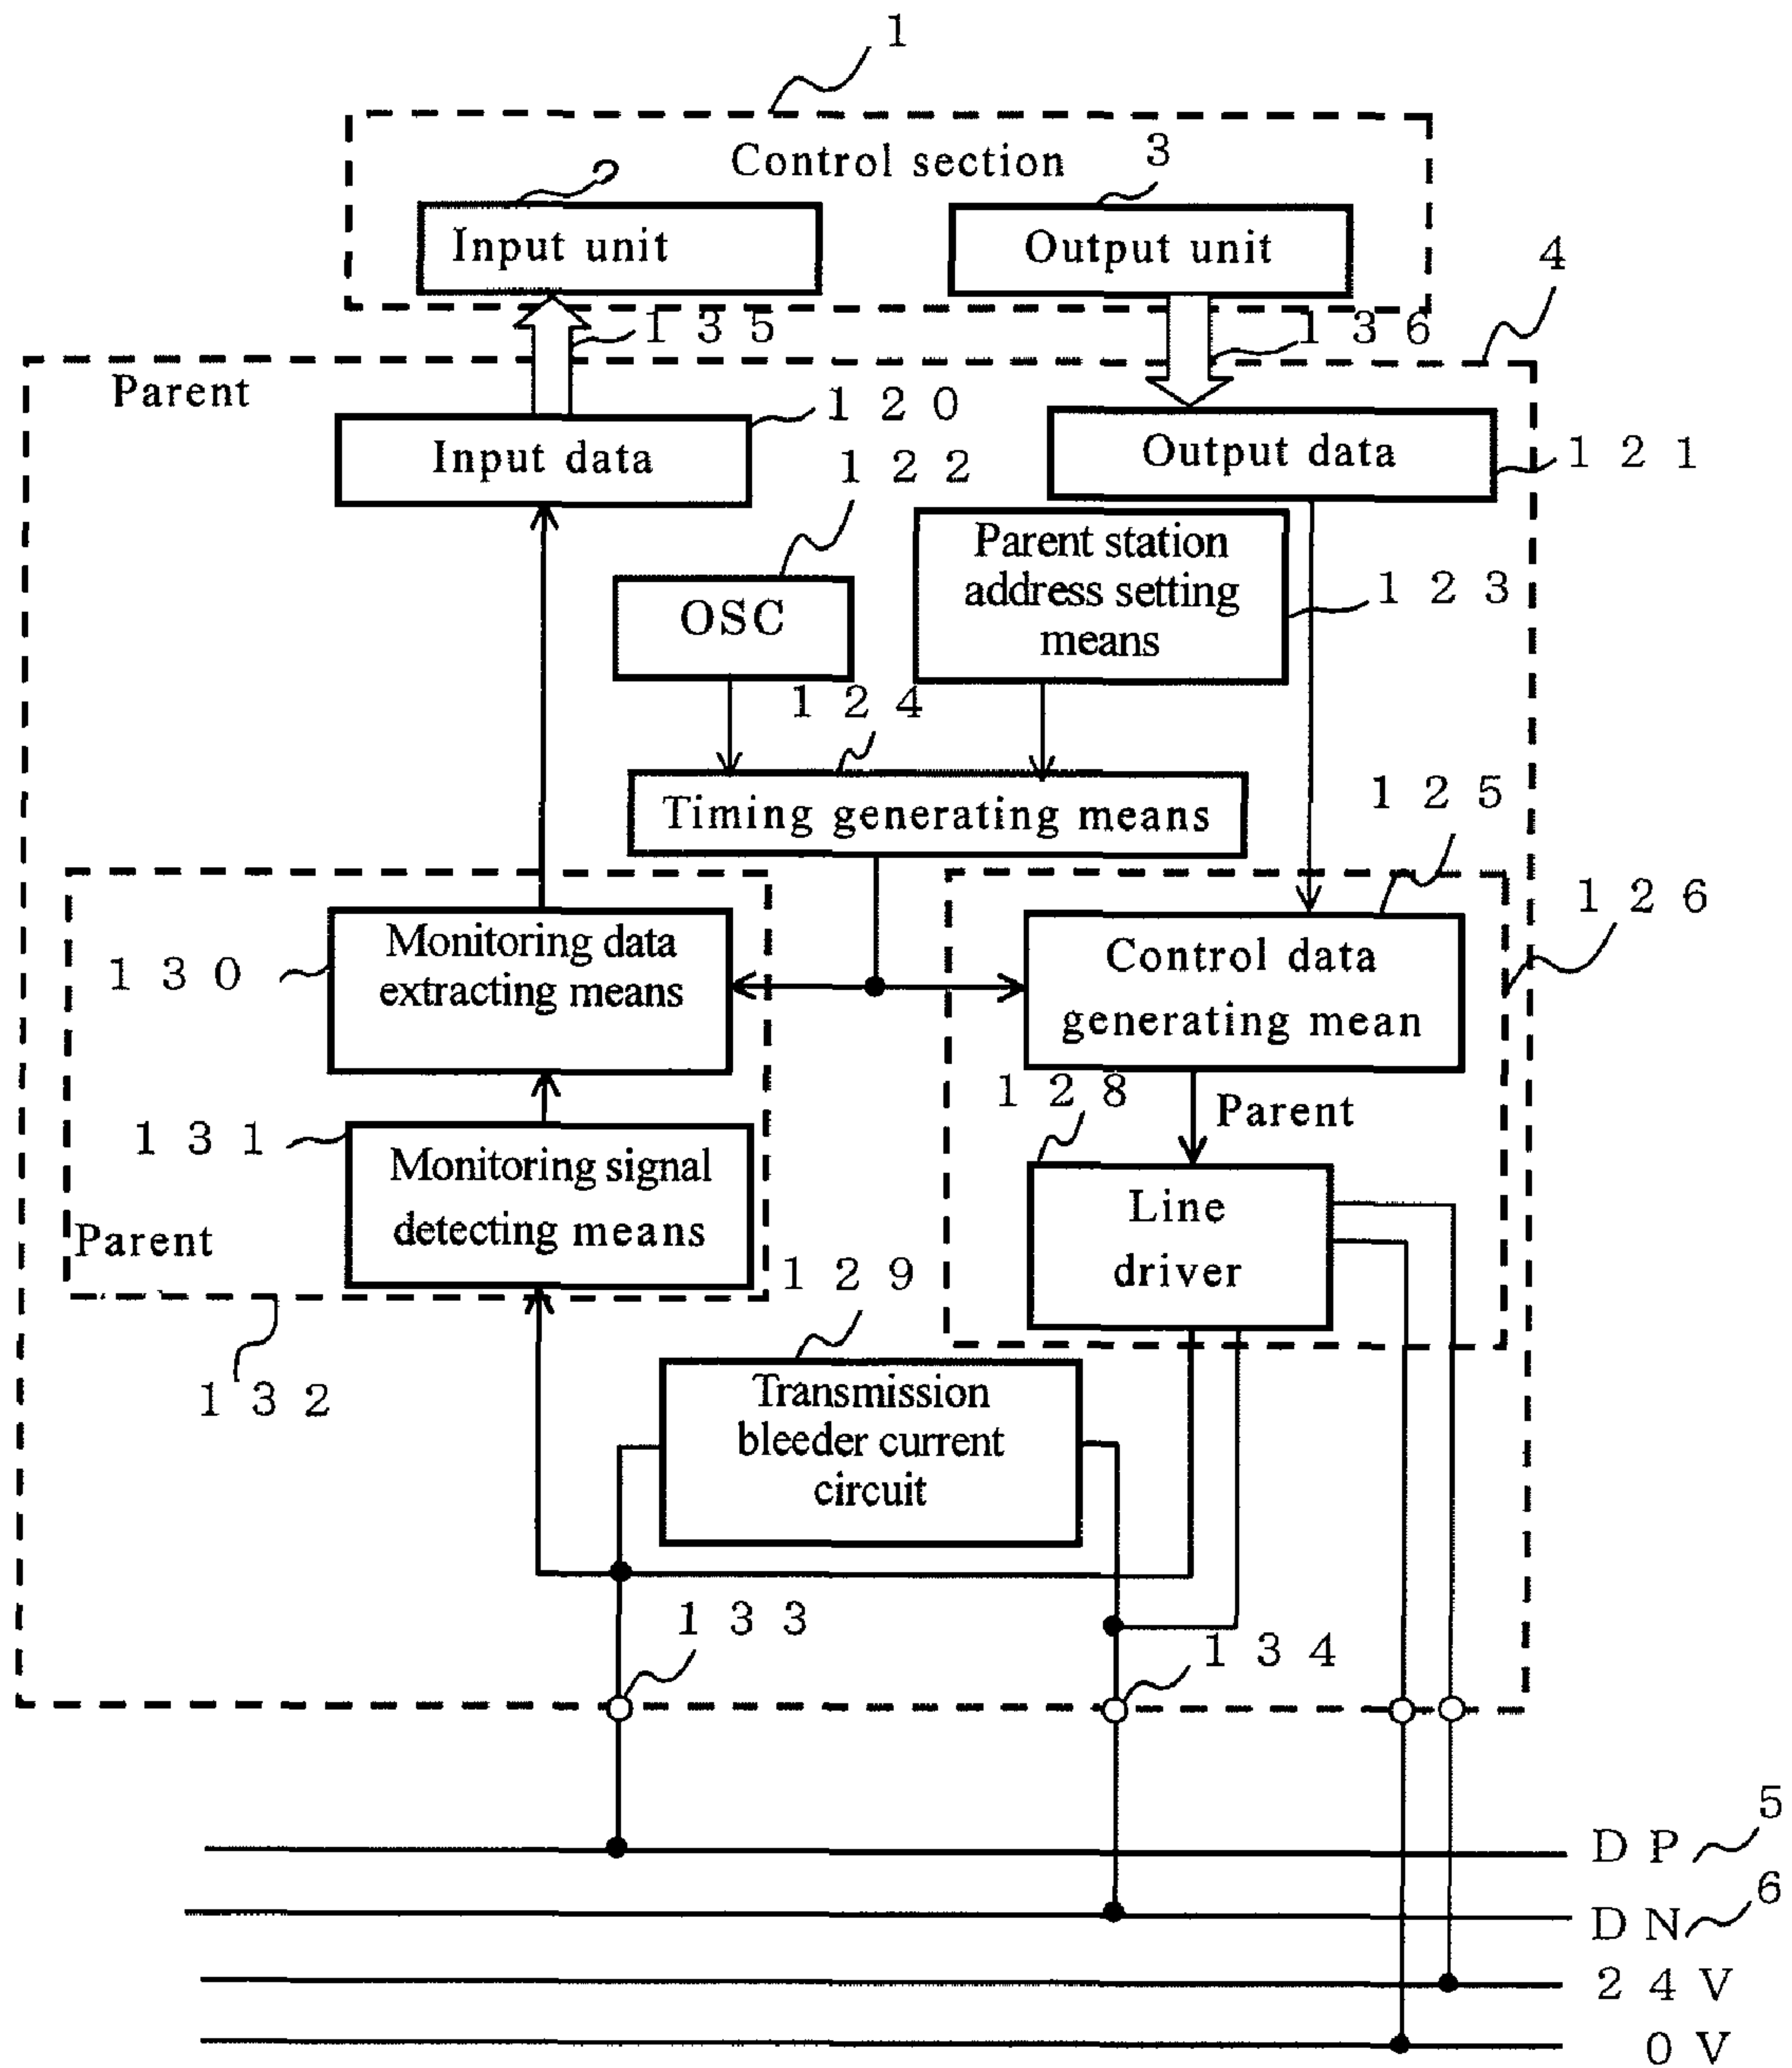 1
Control section
2
3
Input unit
Output unit
4
1 3 5
1 3 6
Parent
1 2 0
Input data
Output data
1 2 1
1 2 2
Parent station
address setting
means
1 2 3
OSC
1 2 4
Timing generating means
1 2 5
1 2 6
Monitoring data
extracting means
1 3 0
Control data
generating mean
1 2 8
Parent
1 3 1
Monitoring signal
detecting means
Parent
Line
driver
1 2 9
1 3 2
Transmission
bleeder current
circuit
1 3 3
1 3 4
D P
5
D N
6
2 4 V
0 V